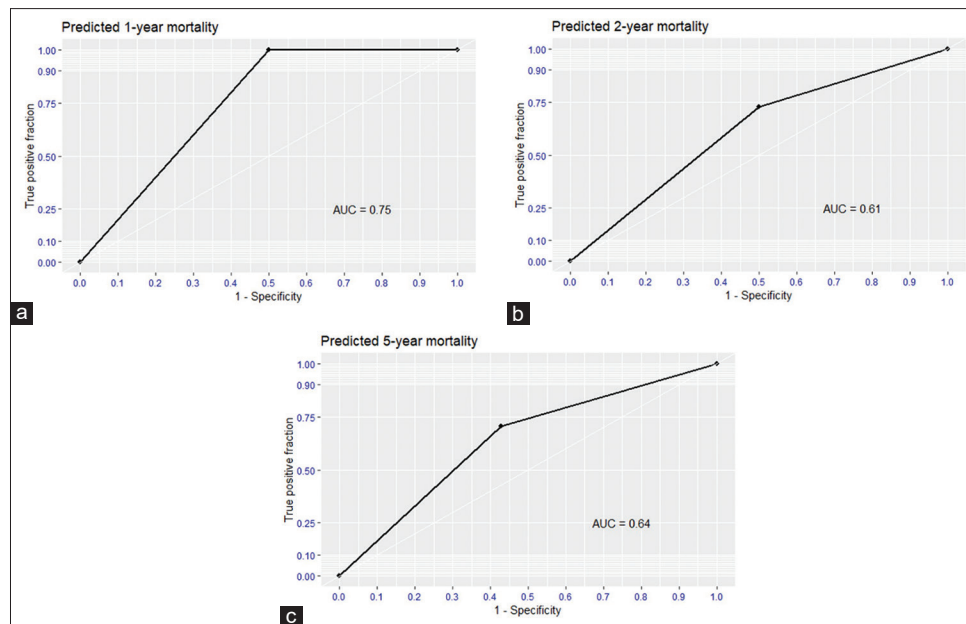 Predicted 1-year mortality
1.00
0.90
0.75
0.50
0.25
0.10
0.00
True positive fraction
AUC = 0.75
0.0 0.1 0.2 0.3 0.4 0.5 0.6 0.7 0.8 0.9 1.0
1 - Specificity
a
Predicted 2-year mortality
1.00
0.90
0.75
0.50
0.25
0.10
0.00
True positive fraction
AUC = 0.61
0.0 0.1 0.2 0.3 0.4 0.5 0.6 0.7 0.8 0.9 1.0
1 - Specificity
b
Predicted 5-year mortality
1.00
0.90
0.75
0.50
0.25
0.10
0.00
True positive fraction
AUC = 0.64
0.0 0.1 0.2 0.3 0.4 0.5 0.6 0.7 0.8 0.9 1.0
1 - Specificity
c